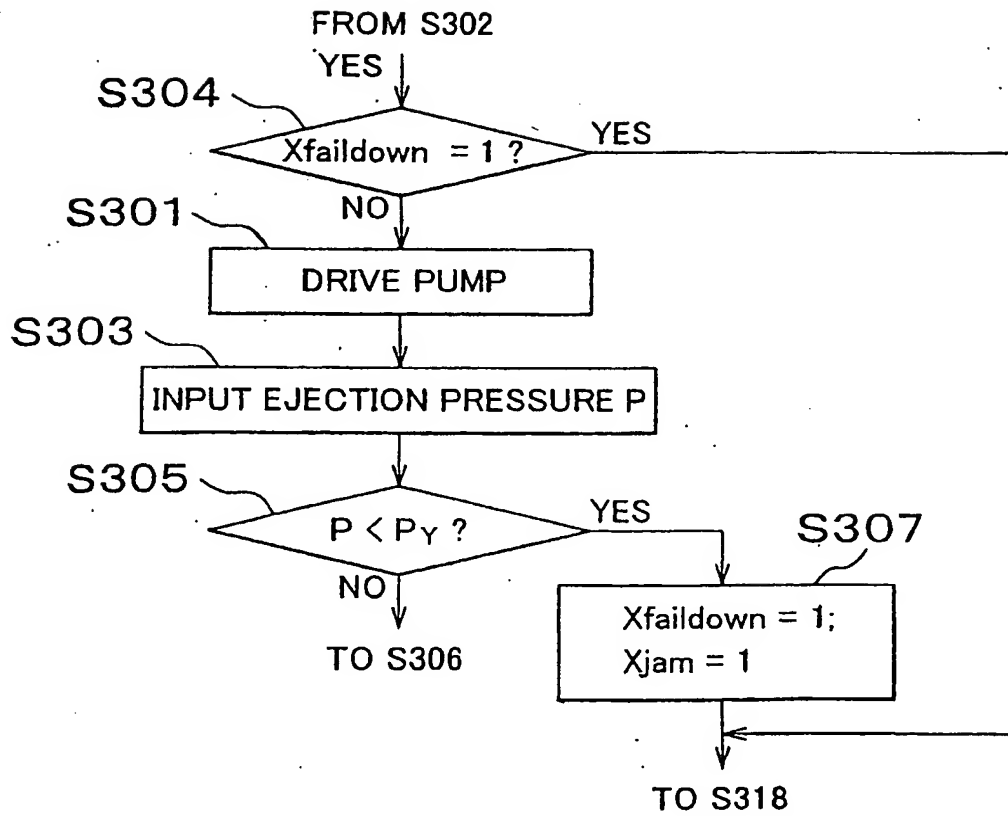 FROM S302
YES
S304
Xfaildown = 1 ?
YES
NO
S301
DRIVE PUMP
S303
INPUT EJECTION PRESSURE P
S305
P < PY ?
YES
NO
TO S306
S307
Xfaildown = 1;
Xjam = 1
TO S318